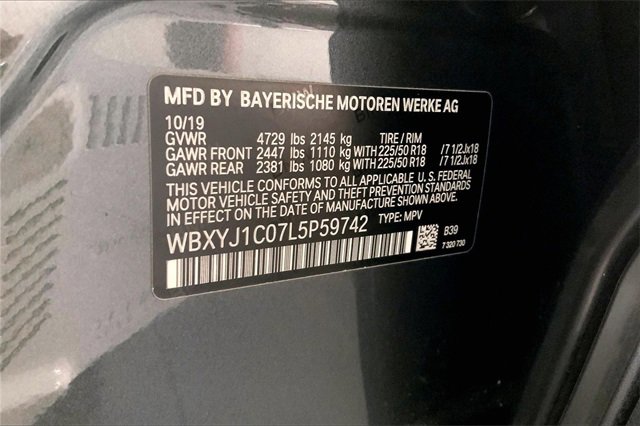 MFD BY BAYERISCHE MOTOREN WERKE AG
10/19
GVWR 4729 lbs 2145 kg TIRE / RIM
GAWR FRONT 2447 lbs 1110 kg WITH 225/50 R18 /7 1/2Jx18
GAWR REAR 2381 lbs 1080 kg WITH 225/50 R18 /7 1/2Jx18
THIS VEHICLE CONFORMS TO ALL APPLICABLE U. S. FEDERAL
MOTOR VEHICLE SAFETY AND THEFT PREVENTION STANDARDS
IN EFFECT ON THE DATE OF MANUFACTURE SHOWN ABOVE.
WBXYJ1C07L5P59742 TYPE: MPV
B39
7 320 730